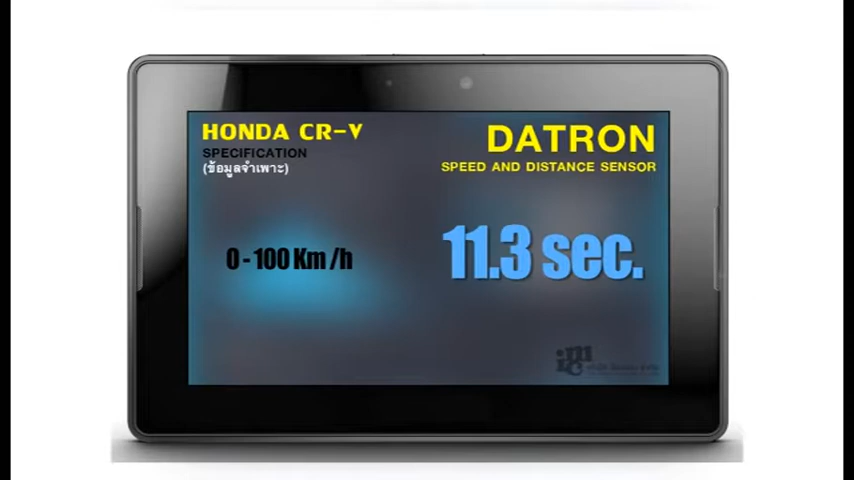 HONDA CR-V
SPECIFICATION
(ข้อมูลจำเพาะ)
DATRON
SPEED AND DISTANCE SENSOR
0-100 Km/h
11.3 sec.
imc